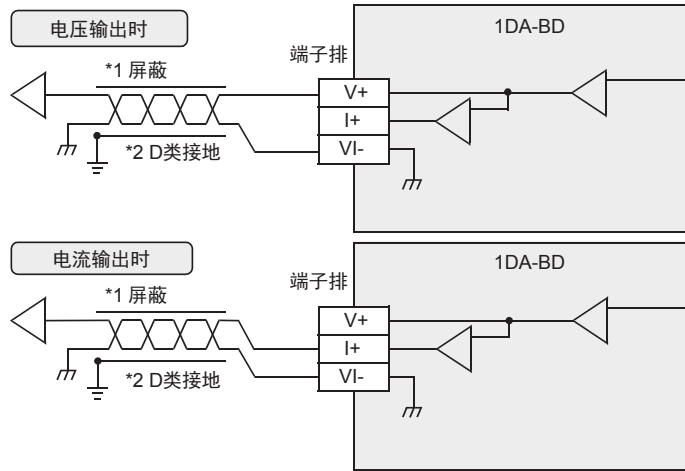 电压输出时
1DA-BD
端子排
*1 屏蔽
V+
I+
VI-
*2 D类接地
电流输出时
1DA-BD
端子排
*1 屏蔽
V+
I+
VI-
*2 D类接地